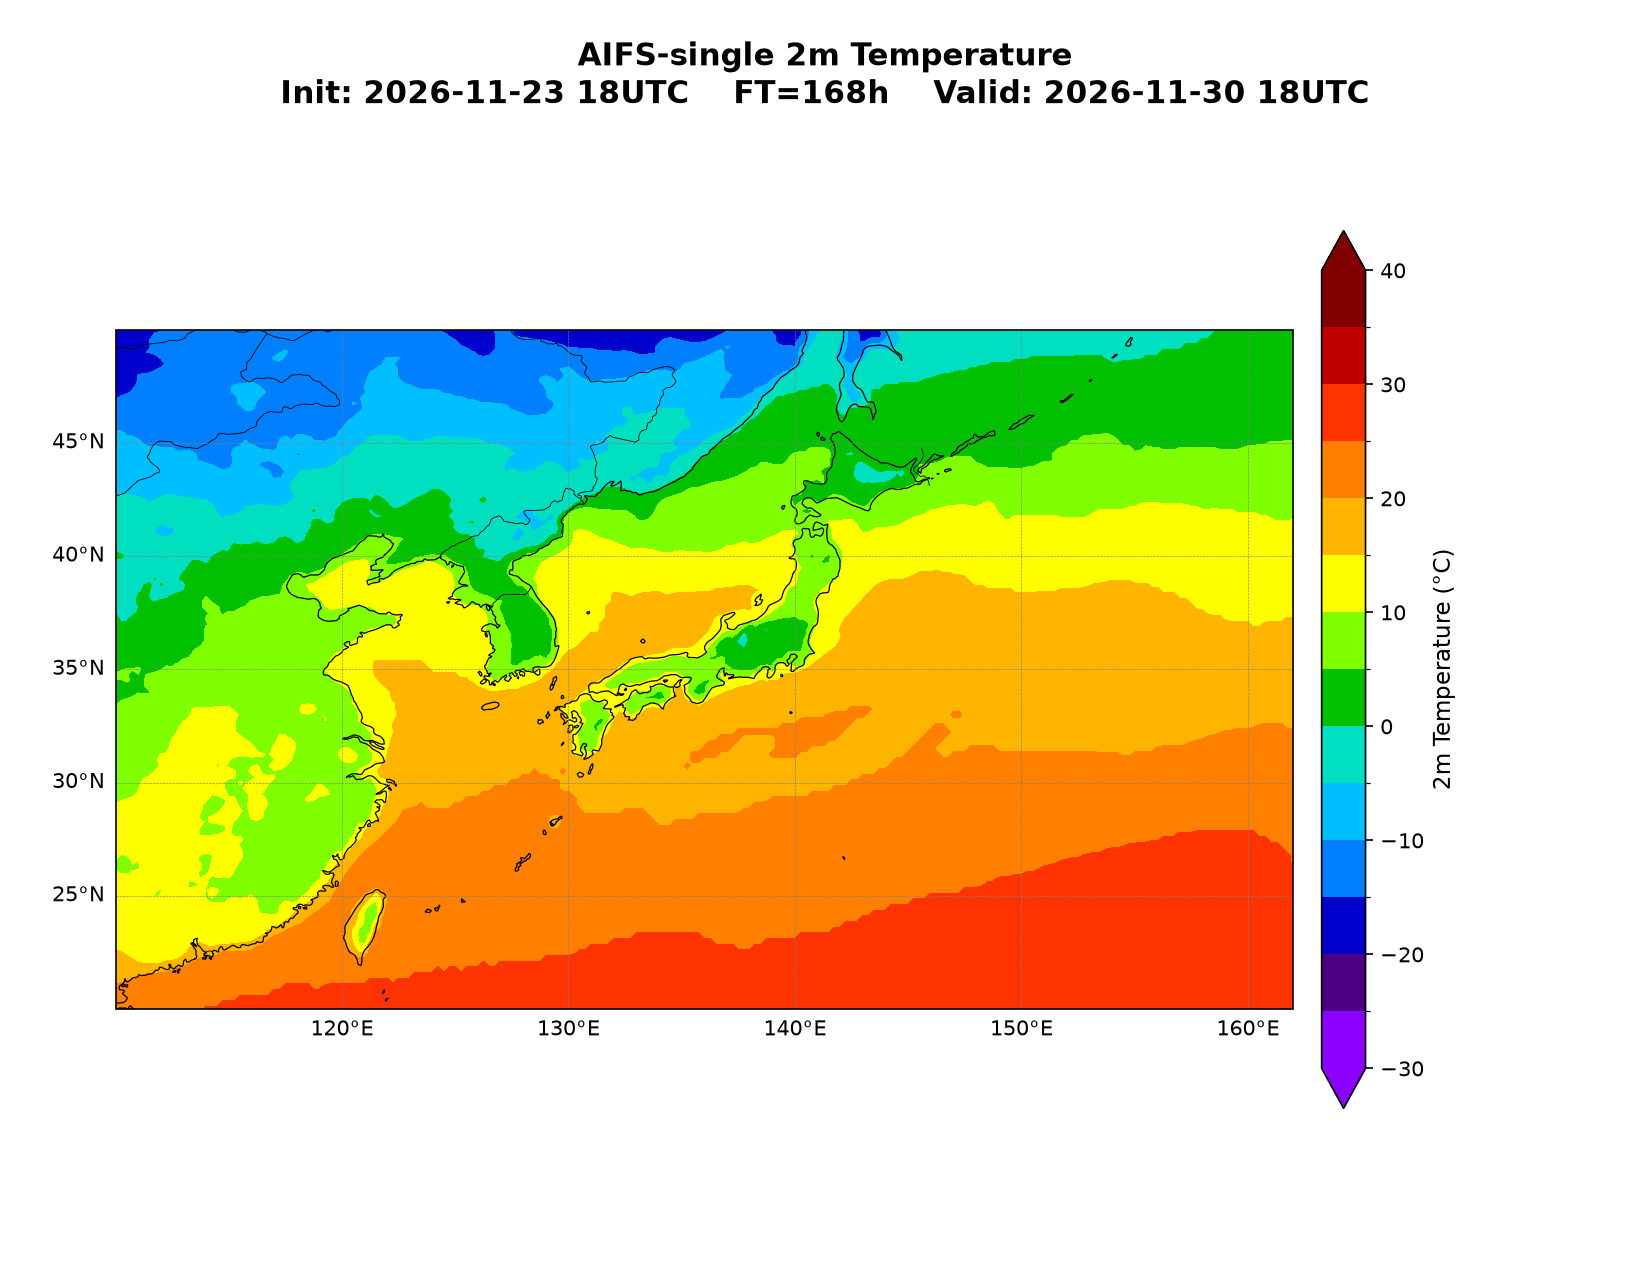 AIFS-single 2m Temperature
Init: 2026-11-23 18UTC    FT=168h    Valid: 2026-11-30 18UTC
45°N
40°N
35°N
30°N
25°N
120°E
130°E
140°E
150°E
160°E
40
30
20
10
0
−10
−20
−30
2m Temperature (°C)